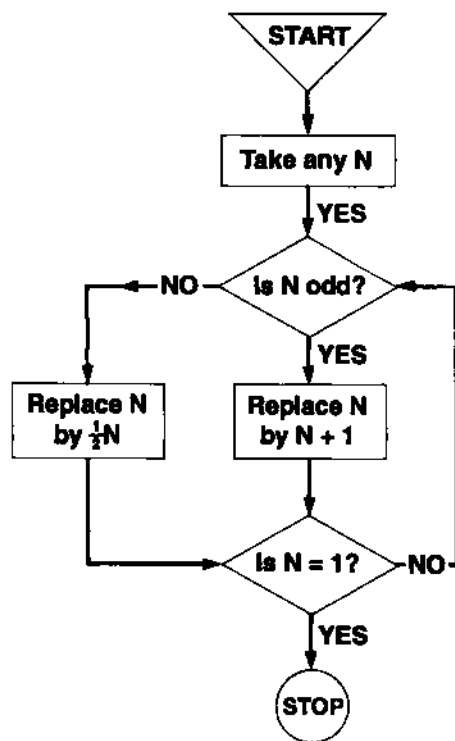 START
Take any N
YES
Is N odd?
NO
YES
Replace N
by ½N
Replace N
by N + 1
Is N = 1?
NO
YES
STOP